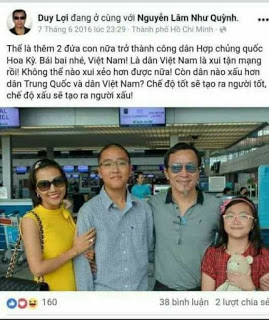 Duy Lợi đang ở cùng với Nguyễn Lâm Như Quỳnh.
7 Tháng 6 2016 lúc 23:29 · Thành phố Hồ Chí Minh ·
Thế là thêm 2 đứa con nữa trở thành công dân Hợp chủng quốc
Hoa Kỳ. Bái bai nhé, Việt Nam! Là dân Việt Nam là xui tận mạng
rồi! Không thể nào xui xẻo hơn được nữa! Còn dân nào xấu hơn
dân Trung Quốc và dân Việt Nam? Chế độ tốt sẽ tạo ra người tốt,
chế độ xấu sẽ tạo ra người xấu!
160
38 bình luận
2 lượt chia sẻ